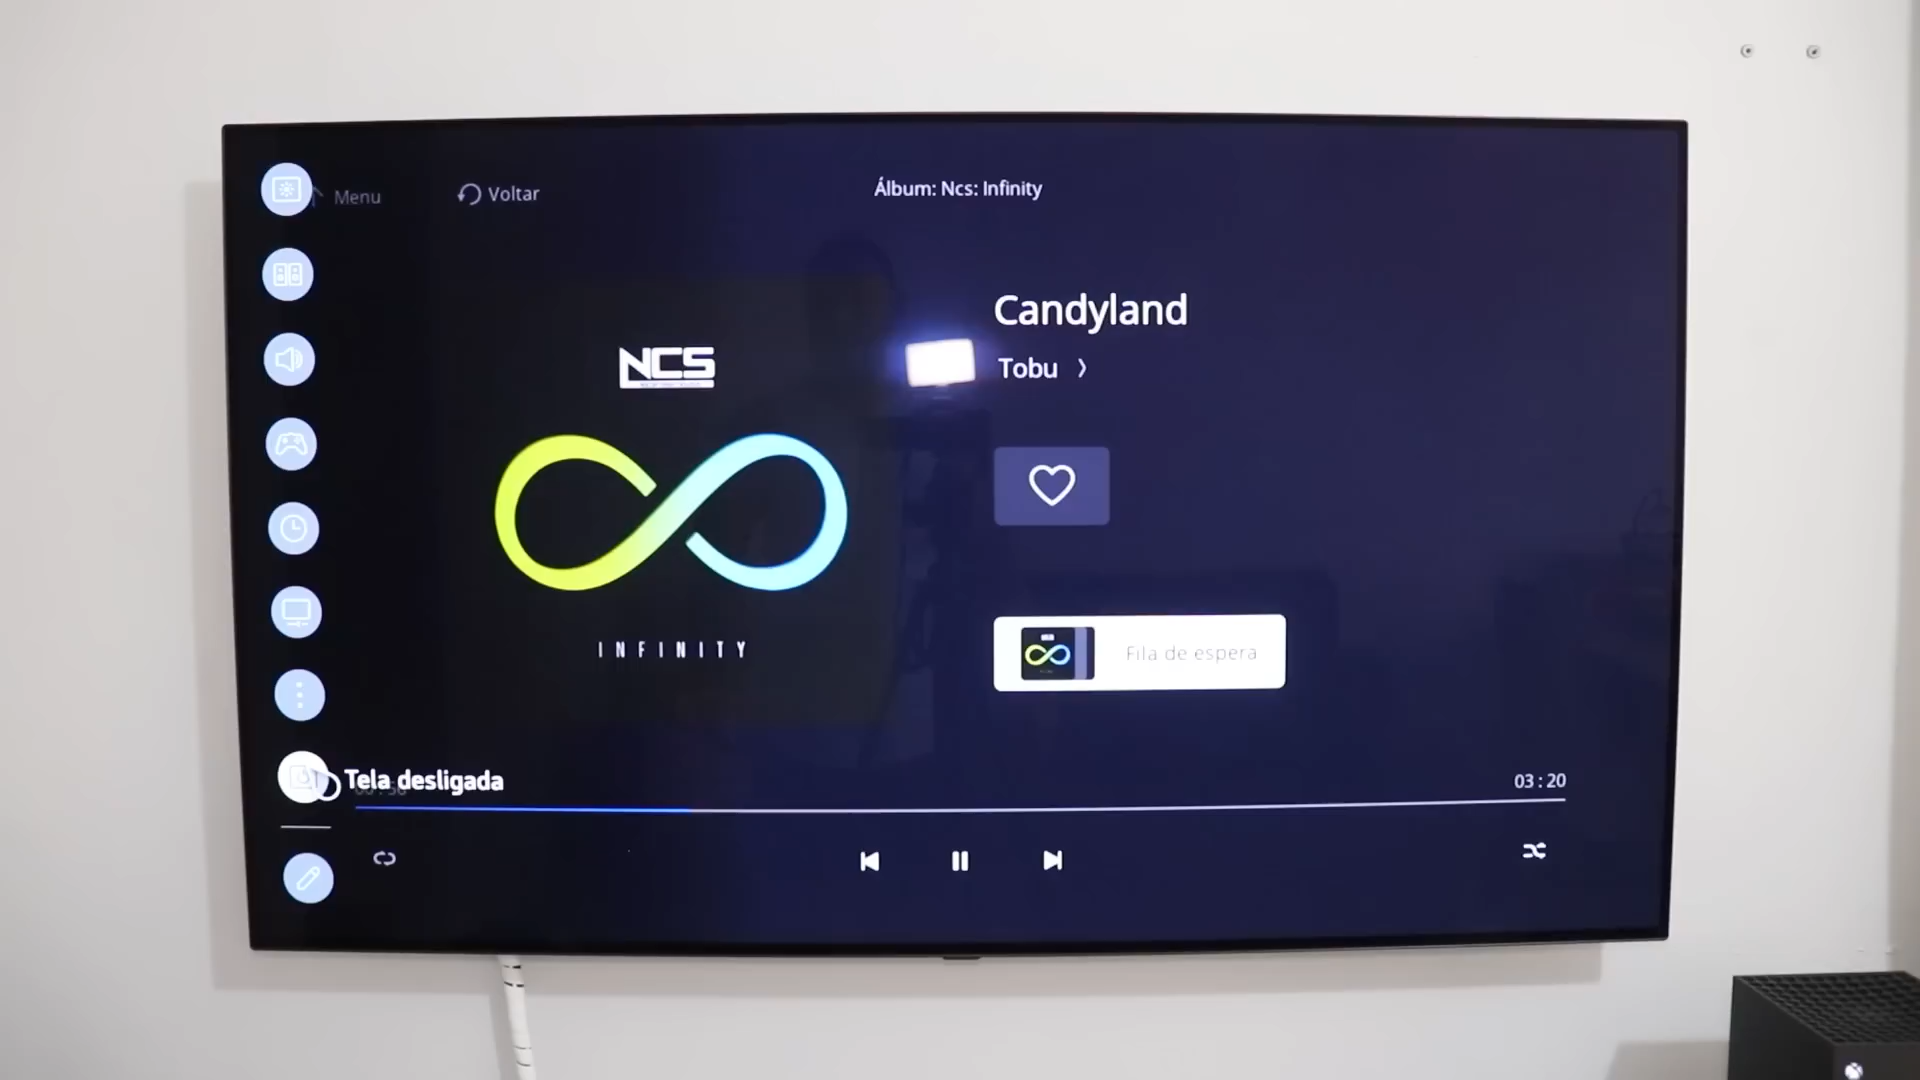 Menu
Voltar
Álbum: Ncs: Infinity
Candyland
Tobu
NCS
INFINITY
Fila de espera
Tela desligada
03:20